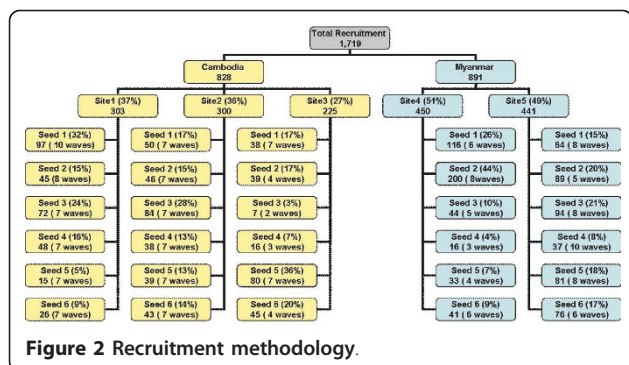 Total Recruitment
1,719
Cambodia
828
Myanmar
891
Site1 (37%)
303
Site2 (36%)
300
Site3 (27%)
225
Site4 (51%)
450
Site5 (49%)
441
Seed 1 (32%)
97 ( 10 waves)
Seed 2 (15%)
45 (8 waves)
Seed 3 (24%)
72 ( 7 waves)
Seed 4 (16%)
48 ( 7 waves)
Seed 5 (5%)
15 ( 7 waves)
Seed 6 (9%)
26 (7 waves)
Seed 1 (17%)
50 ( 7 waves)
Seed 2 (15%)
46 ( 7 waves)
Seed 3 (28%)
84 ( 7 waves)
Seed 4 (13%)
38 ( 7 waves)
Seed 5 (13%)
39 ( 7 waves)
Seed 6 (14%)
43 ( 7 waves)
Seed 1 (17%)
38 ( 7 waves)
Seed 2 (17%)
39 ( 4 waves)
Seed 3 (3%)
7 ( 2 waves)
Seed 4 (7%)
16 ( 3 waves)
Seed 5 (36%)
80 ( 7 waves)
Seed 6 (20%)
45 ( 4 waves)
Seed 1 (26%)
116 ( 6 waves)
Seed 2 (44%)
200 ( 8waves)
Seed 3 (10%)
44 ( 5 waves)
Seed 4 (4%)
16 ( 3 waves)
Seed 5 (7%)
33 ( 4 waves)
Seed 6 (9%)
41 ( 6 waves)
Seed 1 (15%)
64 ( 8 waves)
Seed 2 (20%)
89 ( 5 waves)
Seed 3 (21%)
94 ( 8 waves)
Seed 4 (8%)
37 ( 10 waves)
Seed 5 (18%)
81 ( 8 waves)
Seed 6 (17%)
76 ( 6 waves)
Figure 2 Recruitment methodology.